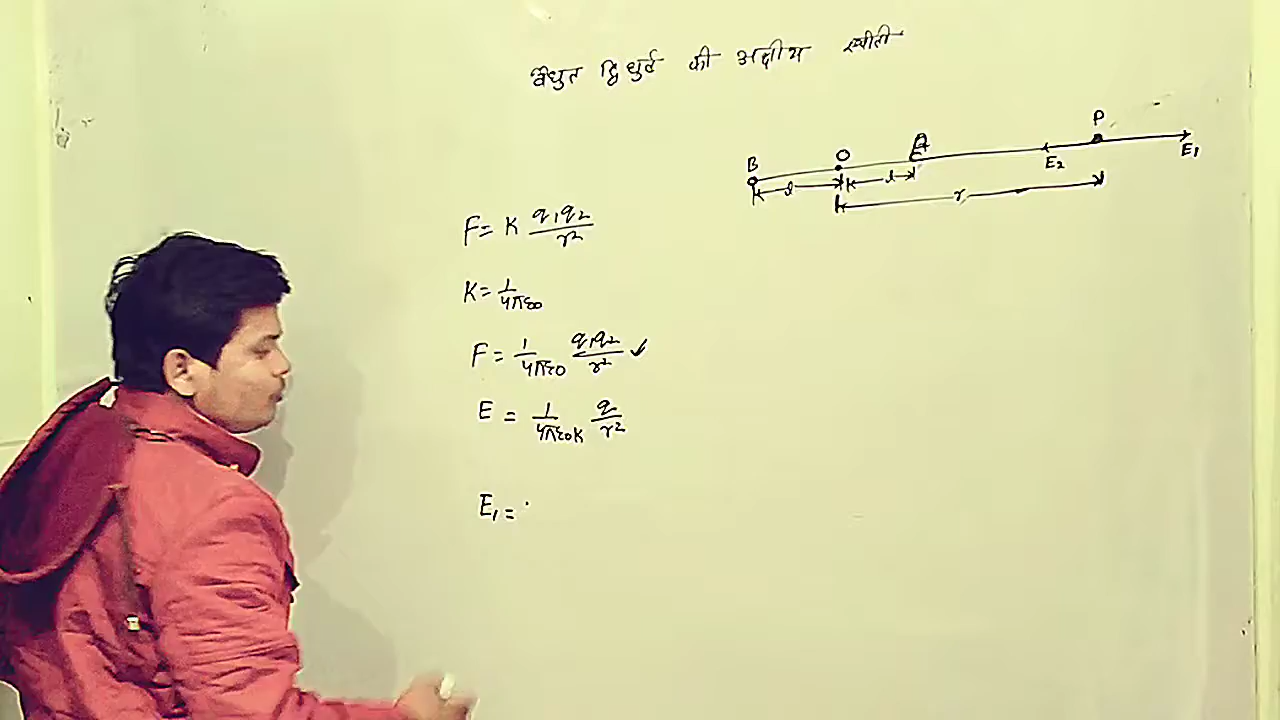 वैधुत द्विधुर्व की अक्षीय स्थीती
P
B O A E₂ E₁
l l
r
F = K q₁q₂/r²
K = 1/4πε₀
F = 1/4πε₀ q₁q₂/r² ✓
E = 1/4πε₀K q/r²
E₁ =